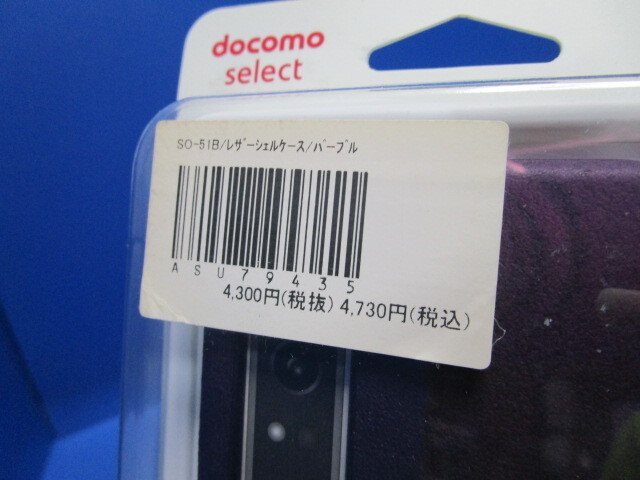 docomo
select
SO-51B/ﾚｻﾞｰｼｪﾙｹｰｽ/ﾊﾟｰﾌﾟﾙ
ASU79435
4,300円(税抜) 4,730円(税込)